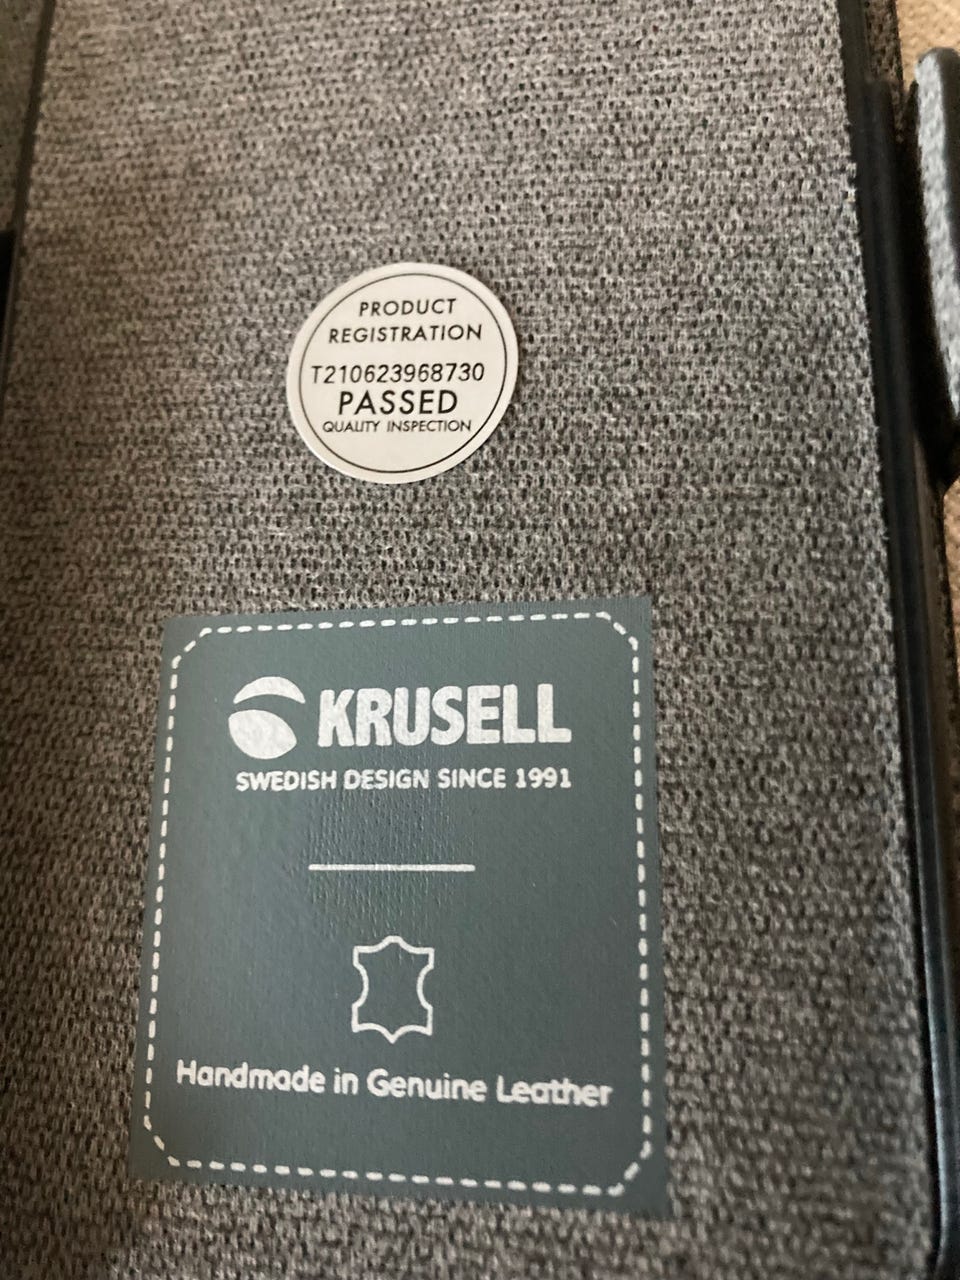 PRODUCT
REGISTRATION
T210623968730
PASSED
QUALITY INSPECTION
KRUSELL
SWEDISH DESIGN SINCE 1991
Handmade in Genuine Leather